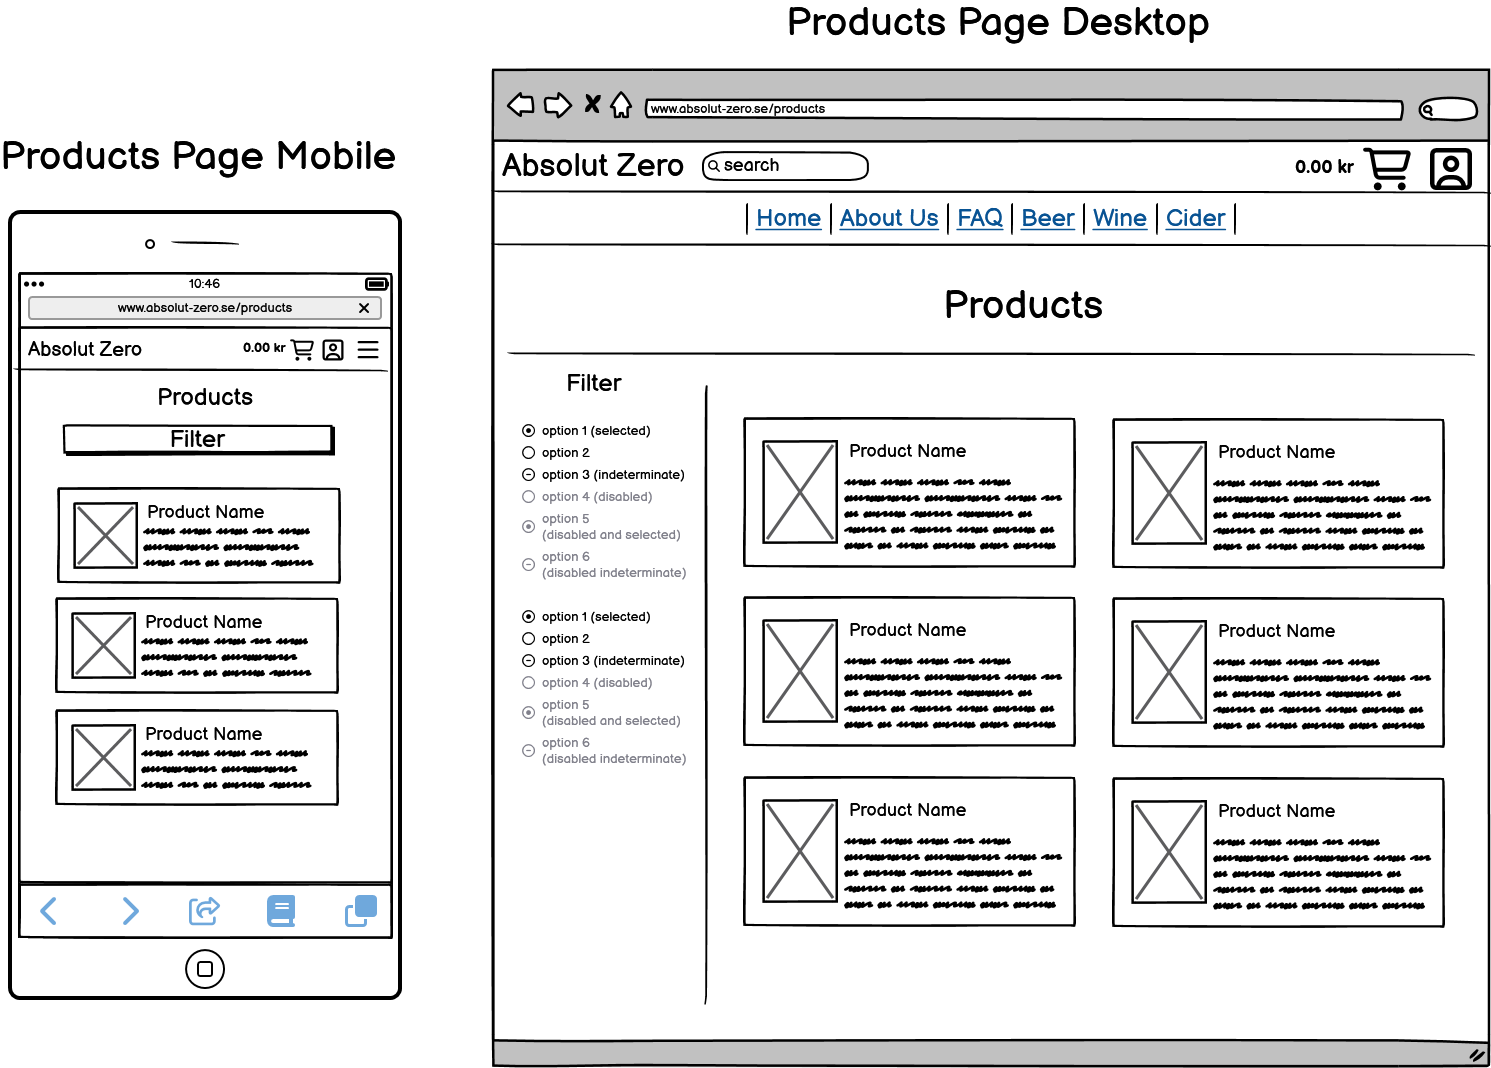 Products Page Desktop
Products Page Mobile
10:46
www.absolut-zero.se/products
Absolut Zero
0.00 kr
Products
Filter
Product Name
Product Name
Product Name
www.absolut-zero.se/products
Absolut Zero
search
0.00 kr
Home
About Us
FAQ
Beer
Wine
Cider
Products
Filter
option 1 (selected)
option 2
option 3 (indeterminate)
option 4 (disabled)
option 5
(disabled and selected)
option 6
(disabled indeterminate)
option 1 (selected)
option 2
option 3 (indeterminate)
option 4 (disabled)
option 5
(disabled and selected)
option 6
(disabled indeterminate)
Product Name
Product Name
Product Name
Product Name
Product Name
Product Name